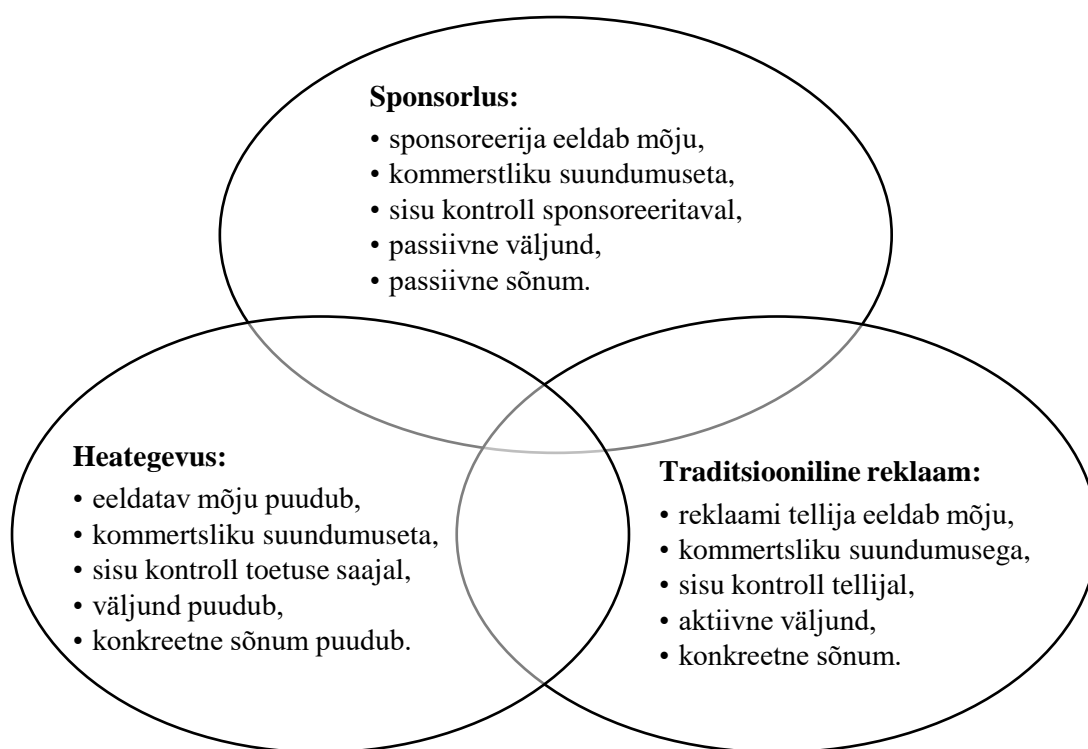 Sponsorlus:
• sponsoreerija eeldab mõju,
• kommerstliku suundumuseta,
• sisu kontroll sponsoreeritaval,
• passiivne väljund,
• passiivne sõnum.
Heategevus:
• eeldatav mõju puudub,
• kommertsliku suundumuseta,
• sisu kontroll toetuse saajal,
• väljund puudub,
• konkreetne sõnum puudub.
Traditsiooniline reklaam:
• reklaami tellija eeldab mõju,
• kommertsliku suundumusega,
• sisu kontroll tellijal,
• aktiivne väljund,
• konkreetne sõnum.